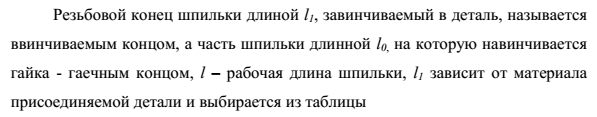 Резьбовой конец шпильки длиной l1, завинчиваемый в деталь, называется
ввинчиваемым концом, а часть шпильки длинной l0, на которую навинчивается
гайка - гаечным концом, l – рабочая длина шпильки, l1 зависит от материала
присоединяемой детали и выбирается из таблицы